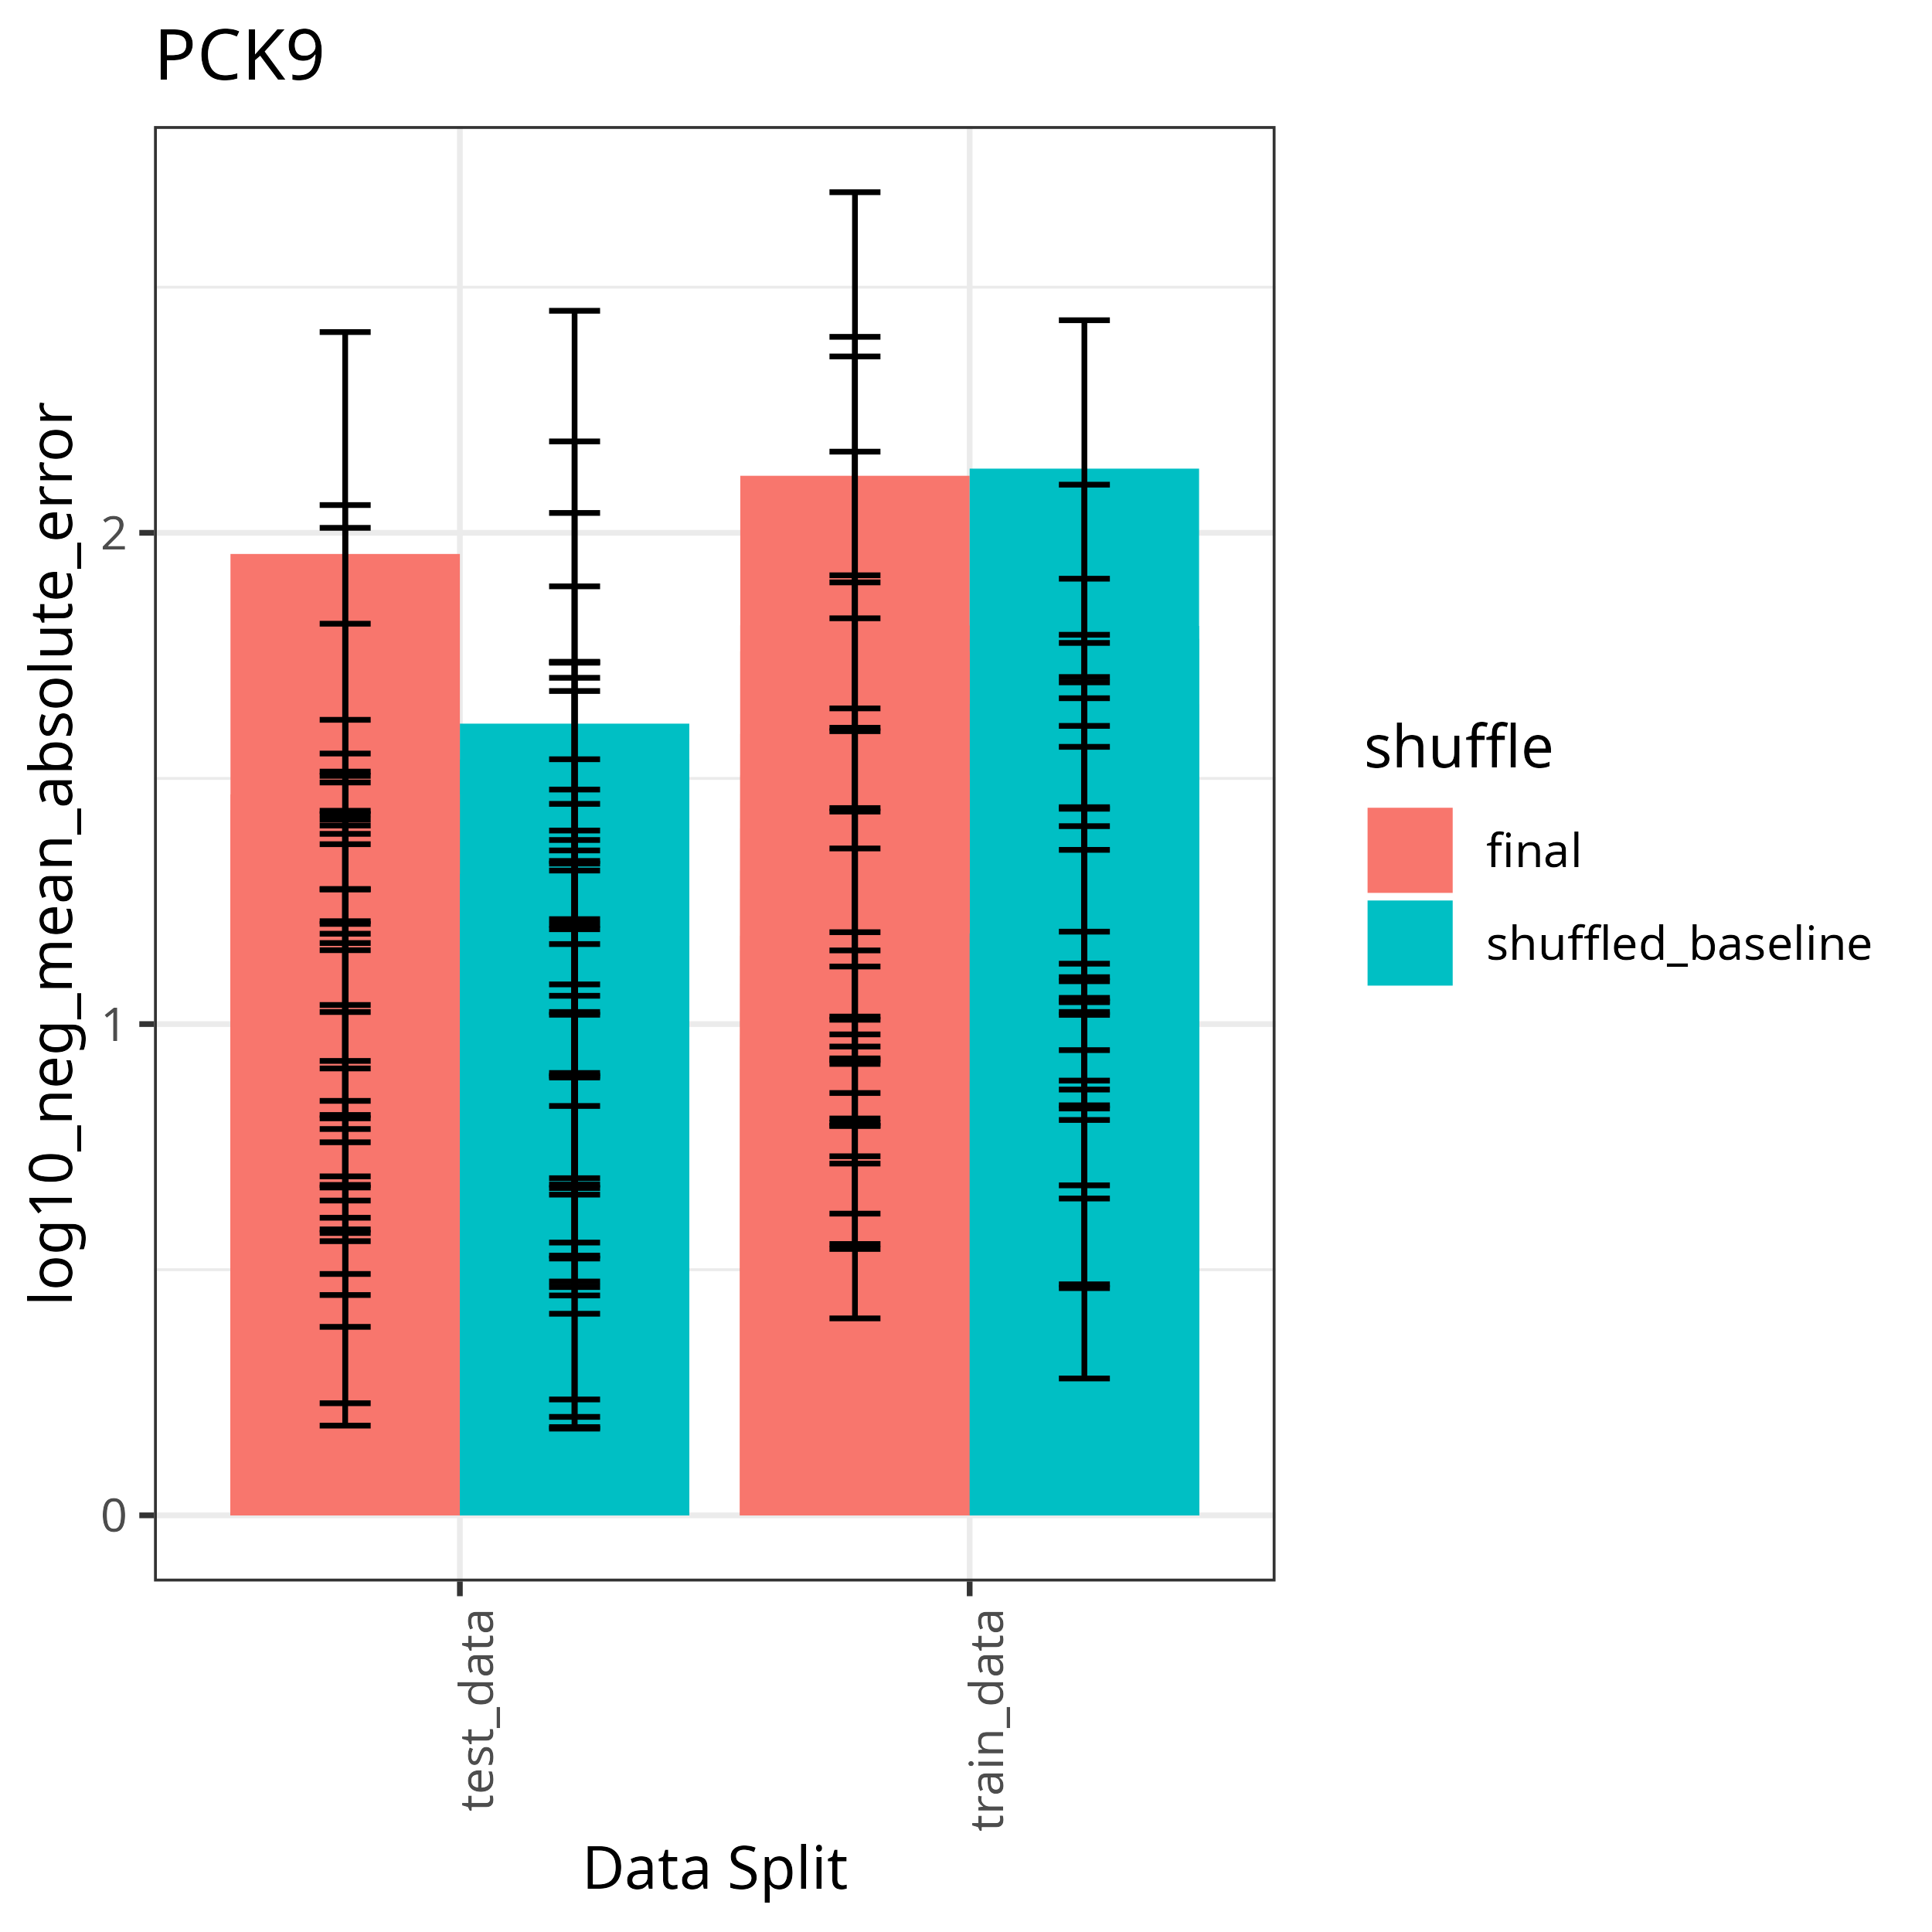 PCK9
log10_neg_mean_absolute_error
2
1
0
test_data
train_data
Data Split
shuffle
final
shuffled_baseline